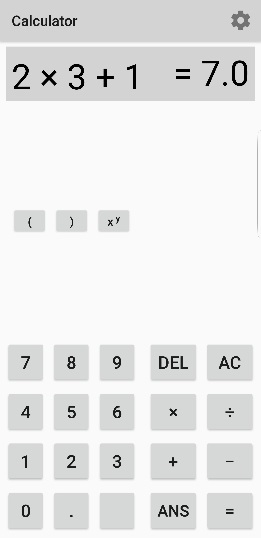 Calculator
2 × 3 + 1 = 7.0
( ) xʸ
7 8 9 DEL AC
4 5 6 × ÷
1 2 3 + −
0 . ANS =